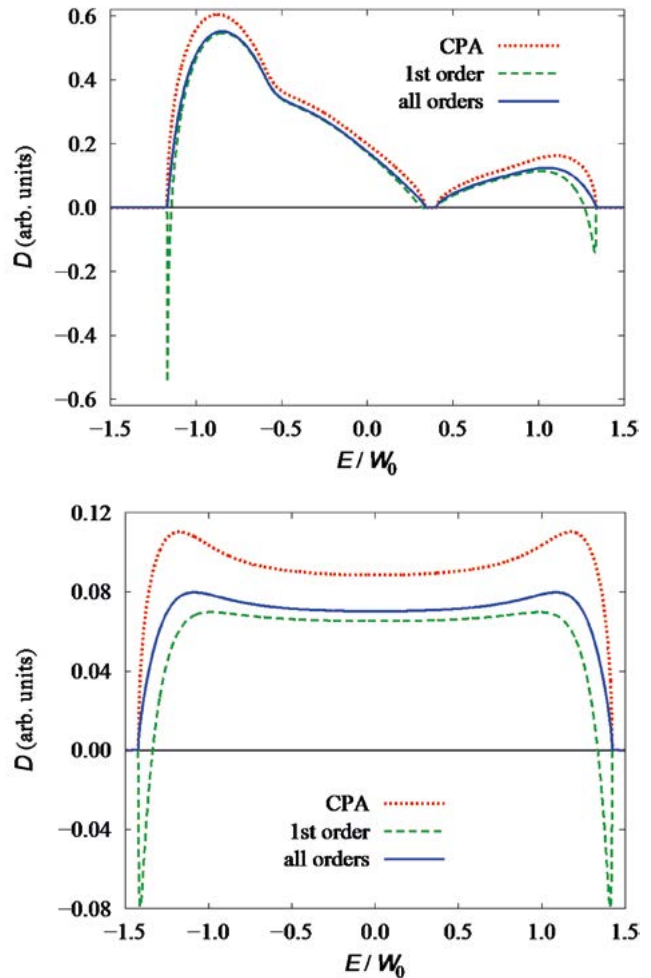 0.6
0.4
0.2
0.0
−0.2
−0.4
−0.6
D (arb. units)
CPA
1st order
all orders
−1.5 −1.0 −0.5 0.0 0.5 1.0 1.5
E / W0
0.12
0.08
0.04
0.00
−0.04
−0.08
D (arb. units)
CPA
1st order
all orders
−1.5 −1.0 −0.5 0.0 0.5 1.0 1.5
E / W0